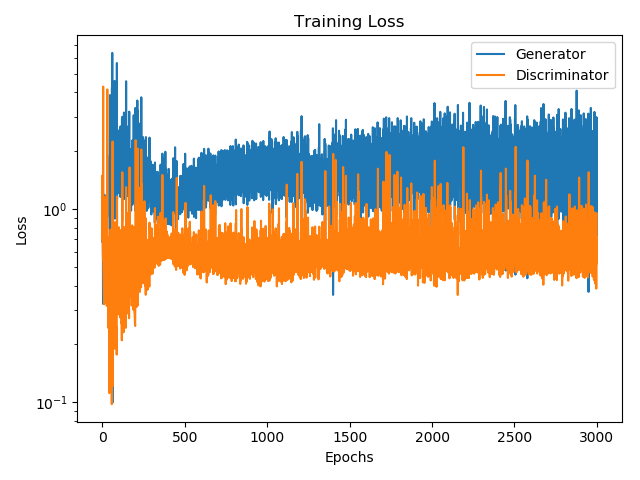 Training Loss
Generator
Discriminator
10⁰
10⁻¹
Loss
0 500 1000 1500 2000 2500 3000
Epochs